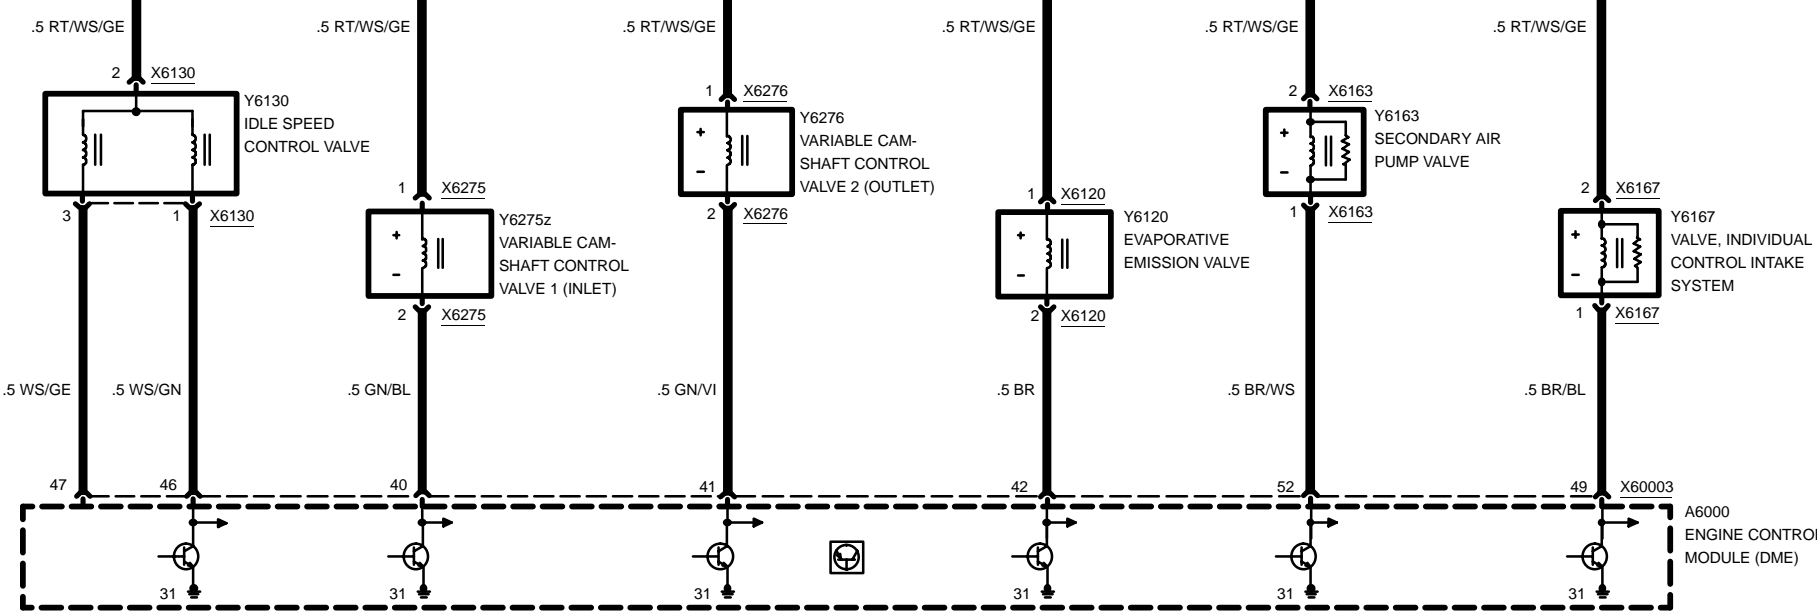 .5 RT/WS/GE
.5 RT/WS/GE
.5 RT/WS/GE
.5 RT/WS/GE
.5 RT/WS/GE
.5 RT/WS/GE
2 X6130
Y6130
IDLE SPEED
CONTROL VALVE
3
1 X6130
1 X6275
Y6275z
VARIABLE CAM-
SHAFT CONTROL
VALVE 1 (INLET)
+
-
2 X6275
1 X6276
Y6276
VARIABLE CAM-
SHAFT CONTROL
VALVE 2 (OUTLET)
+
-
2 X6276
1 X6120
Y6120
EVAPORATIVE
EMISSION VALVE
+
-
2 X6120
2 X6163
Y6163
SECONDARY AIR
PUMP VALVE
+
-
1 X6163
2 X6167
Y6167
VALVE, INDIVIDUAL
CONTROL INTAKE
SYSTEM
+
-
1 X6167
.5 WS/GE
.5 WS/GN
.5 GN/BL
.5 GN/VI
.5 BR
.5 BR/WS
.5 BR/BL
47
46
40
41
42
52
49 X60003
A6000
ENGINE CONTROL
MODULE (DME)
31
31
31
31
31
31